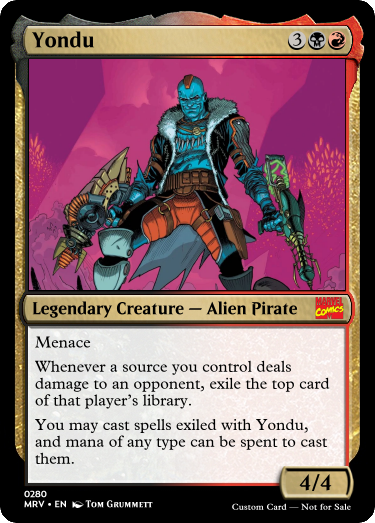 Yondu 3
Legendary Creature — Alien Pirate MARVEL COMICS
Menace
Whenever a source you control deals
damage to an opponent, exile the top card
of that player's library.
You may cast spells exiled with Yondu,
and mana of any type can be spent to cast
them.
4/4
0280
MRV • EN Tom Grummett Custom Card — Not for Sale